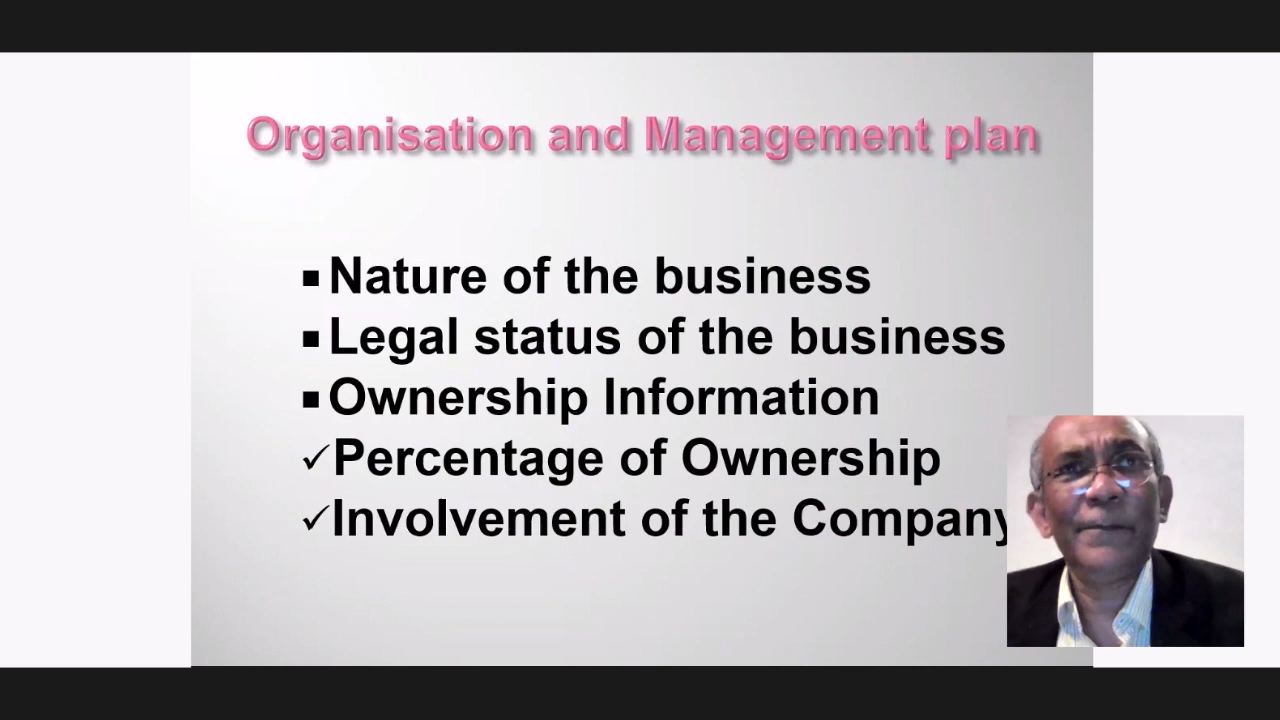 Organisation and Management plan
▪Nature of the business
▪Legal status of the business
▪Ownership Information
✓Percentage of Ownership
✓Involvement of the Company